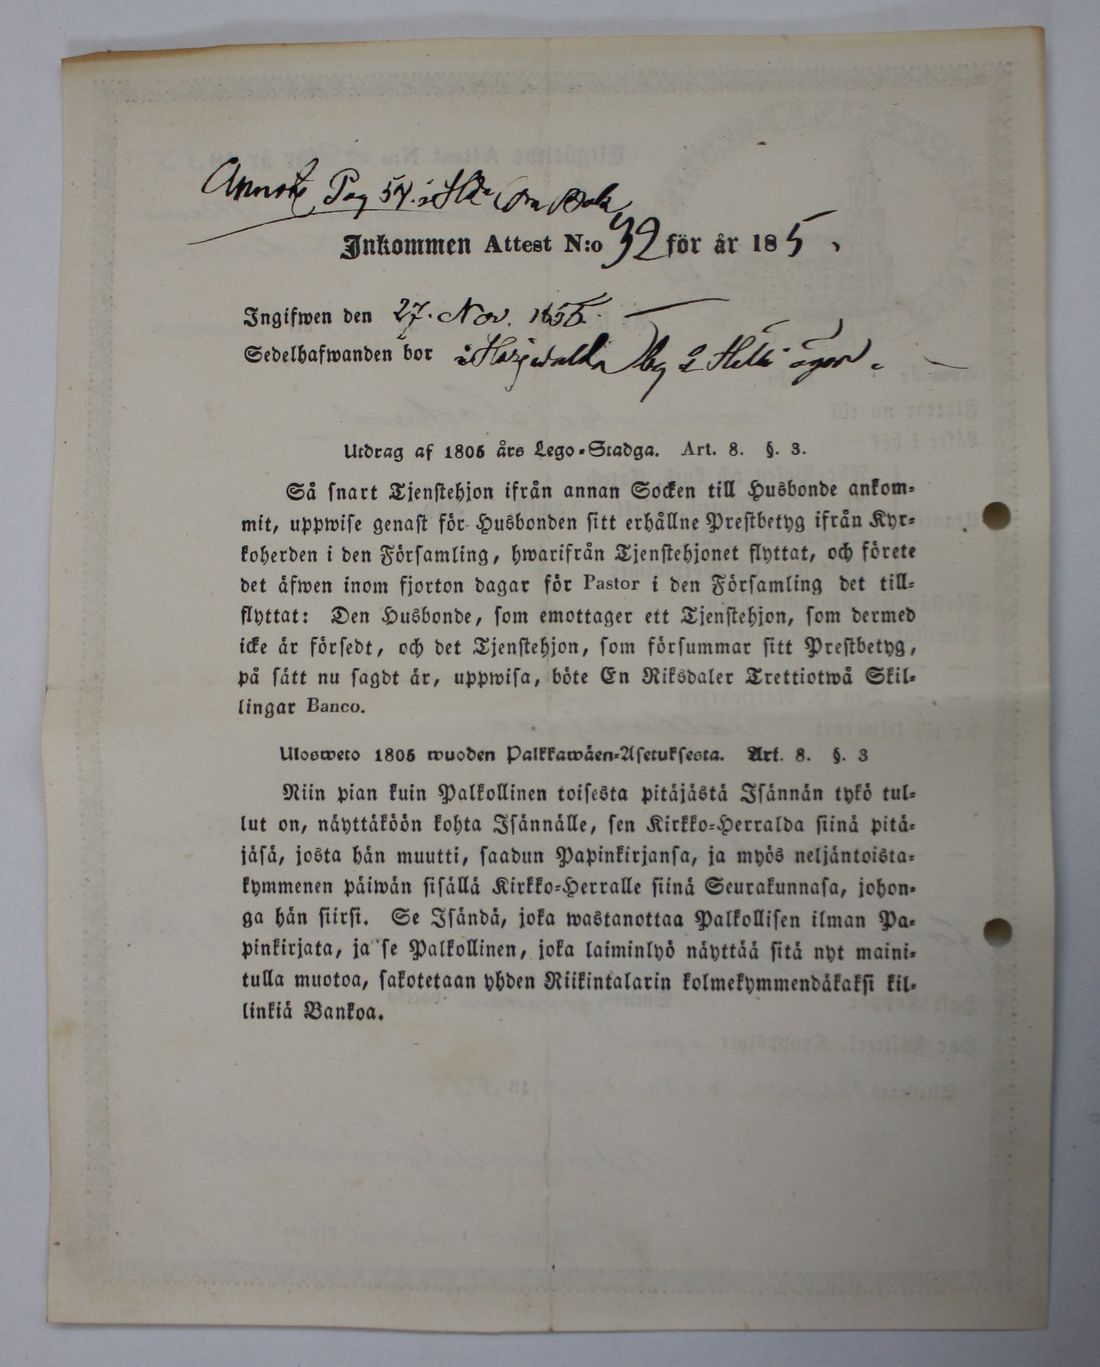 Pag 54.
Inkommen Attest N:o 32 för år 185
Ingifwen den 27. Nov. 1855.
Sedelhafwanden bor
Utdrag af 1805 års Lego-Stadga. Art. 8. §. 3.
Så snart Tjenstehjon ifrån annan Socken till Husbonde ankom-
mit, uppwise genast för Husbonden sitt erhållne Prestbetyg ifrån Kyr-
koherden i den Församling, hwarifrån Tjenstehjonet flyttat, och förete
det äfwen inom fjorton dagar för Pastor i den Församling det till-
flyttat: Den Husbonde, som emottager ett Tjenstehjon, som dermed
icke är försedt, och det Tjenstehjon, som försummar sitt Prestbetyg,
på sätt nu sagdt är, uppwisa, böte En Riksdaler Trettiotwå Skil-
lingar Banco.
Ulosweto 1805 wuoden Palkkawäen-Asetuksesta. Art. 8. §. 3
Niin pian kuin Palkollinen toisesta pitäjästä Isännän tykö tul-
lut on, näyttäköön kohta Isännälle, sen Kirkko-Herralda siinä pitä-
jäsä, josta hän muutti, saadun Papinkirjansa, ja myös neljäntoista-
kymmenen päiwän sisällä Kirkko-Herralle siinä Seurakunnasa, johon-
ga hän siirsi. Se Isändä, joka wastanottaa Palkollisen ilman Pa-
pinkirjata, ja se Palkollinen, joka laiminlyö näyttää sitä nyt maini-
tulla muotoa, sakotetaan yhden Riikintalarin kolmekymmendäkaksi kil-
linkiä Bankoa.